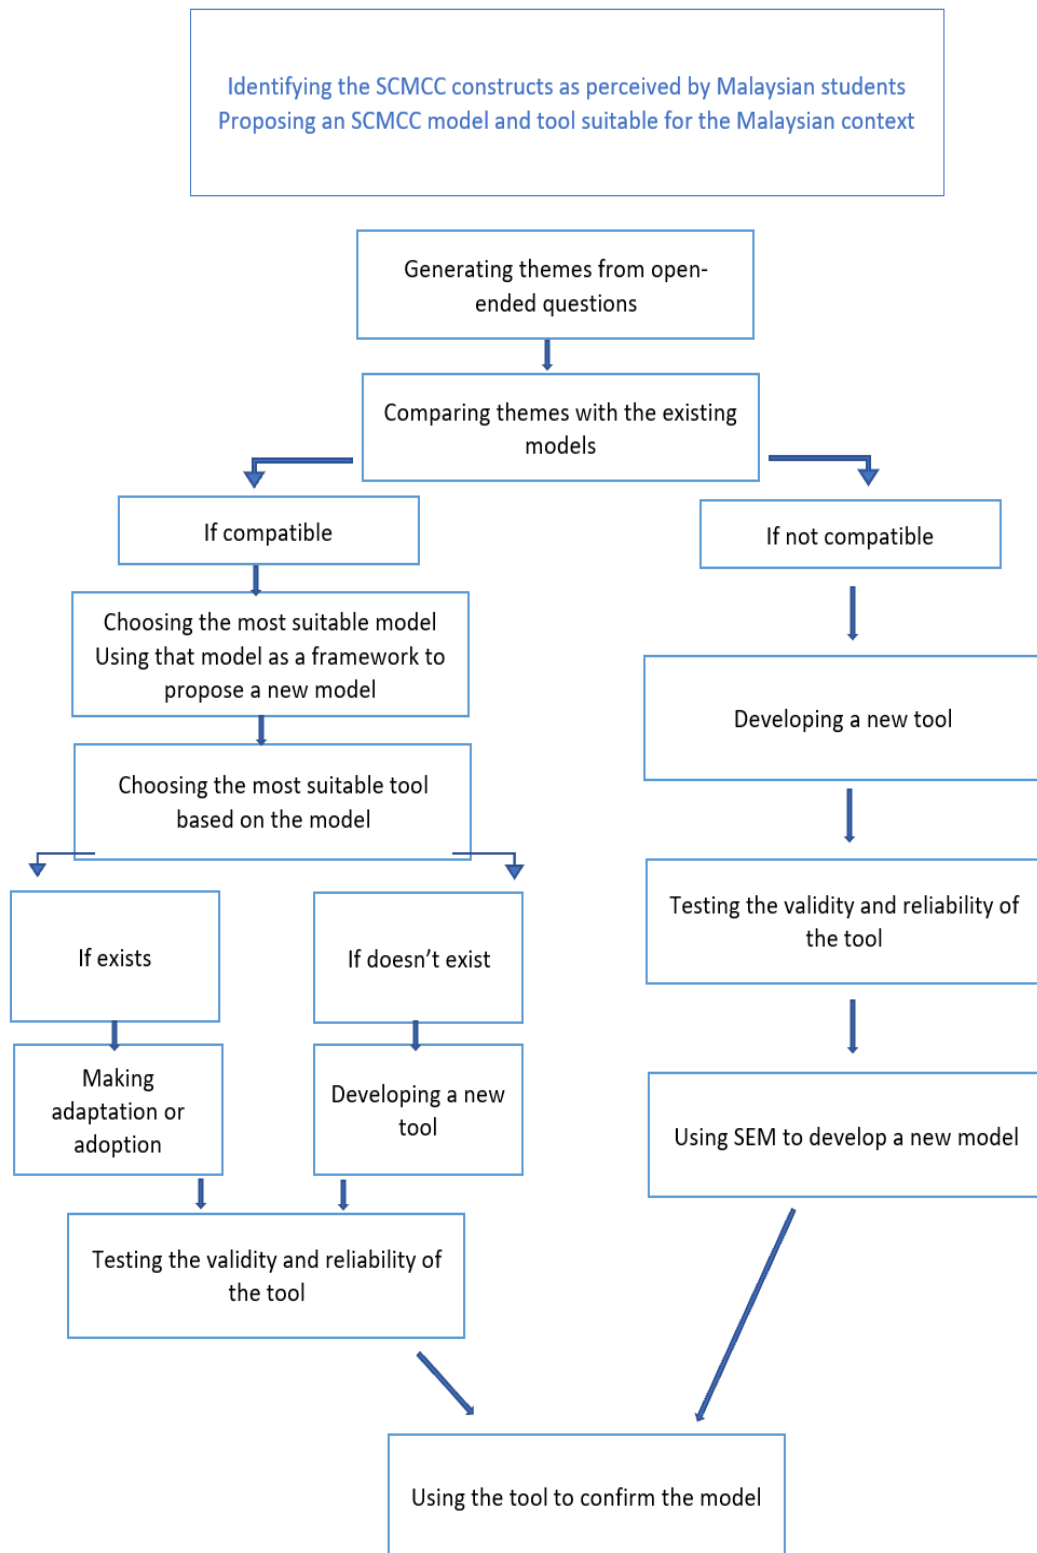 Identifying the SCMCC constructs as perceived by Malaysian students
Proposing an SCMCC model and tool suitable for the Malaysian context
Generating themes from open-
ended questions
Comparing themes with the existing
models
If compatible
If not compatible
Choosing the most suitable model
Using that model as a framework to
propose a new model
Developing a new tool
Choosing the most suitable tool
based on the model
Testing the validity and reliability of
the tool
If exists
If doesn’t exist
Making
adaptation or
adoption
Developing a new
tool
Using SEM to develop a new model
Testing the validity and reliability of
the tool
Using the tool to confirm the model